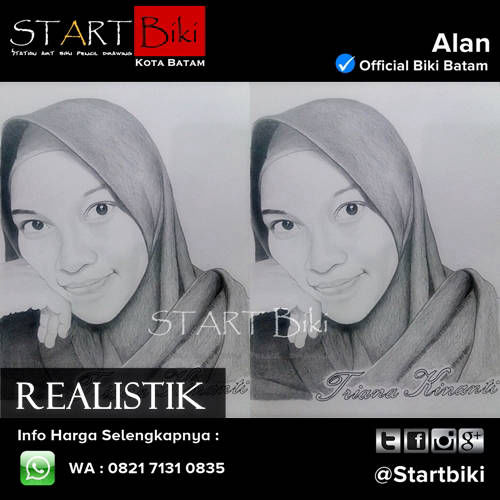 START Biki
STATION ART BIKI PENCIL DRAWING
KOTA BATAM
Alan
Official Biki Batam
START Biki
Triana Kinanti
REALISTIK
Info Harga Selengkapnya :
WA : 0821 7131 0835
@Startbiki